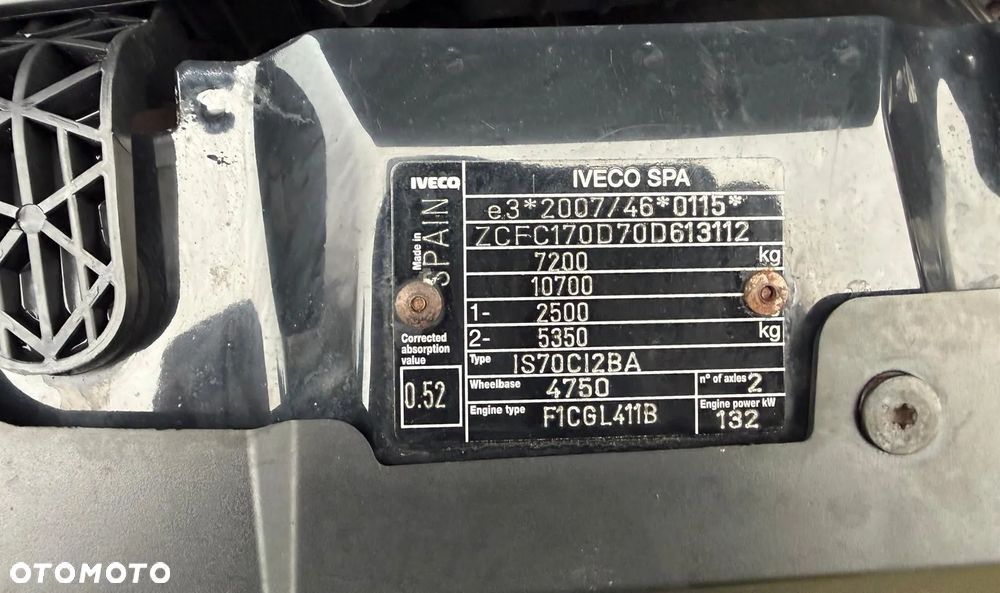 IVECO
IVECO SPA
Made in
SPAIN
e3*2007/46*0115*
ZCFC170D70D613112
7200 kg
10700
1- 2500
2- 5350 kg
Type IS70CI2BA
Wheelbase 4750
n° of axles 2
Engine type F1CGL411B
Engine power kW
132
Corrected
absorption
value
0.52
OTOMOTO